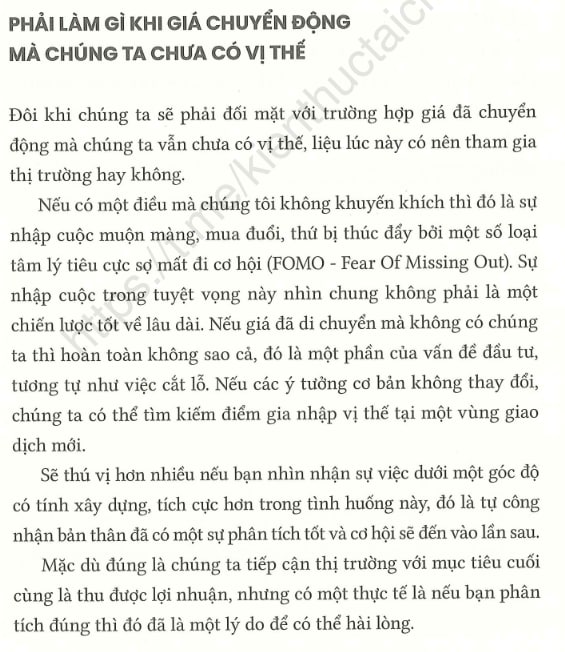 PHẢI LÀM GÌ KHI GIÁ CHUYỂN ĐỘNG
MÀ CHÚNG TA CHƯA CÓ VỊ THẾ
Đôi khi chúng ta sẽ phải đối mặt với trường hợp giá đã chuyển
động mà chúng ta vẫn chưa có vị thế, liệu lúc này có nên tham gia
thị trường hay không.
Nếu có một điều mà chúng tôi không khuyến khích thì đó là sự
nhập cuộc muộn màng, mua đuổi, thứ bị thúc đẩy bởi một số loại
tâm lý tiêu cực sợ mất đi cơ hội (FOMO - Fear Of Missing Out). Sự
nhập cuộc trong tuyệt vọng này nhìn chung không phải là một
chiến lược tốt về lâu dài. Nếu giá đã di chuyển mà không có chúng
ta thì hoàn toàn không sao cả, đó là một phần của vấn đề đầu tư,
tương tự như việc cắt lỗ. Nếu các ý tưởng cơ bản không thay đổi,
chúng ta có thể tìm kiếm điểm gia nhập vị thế tại một vùng giao
dịch mới.
Sẽ thú vị hơn nhiều nếu bạn nhìn nhận sự việc dưới một góc độ
có tính xây dựng, tích cực hơn trong tình huống này, đó là tự công
nhận bản thân đã có một sự phân tích tốt và cơ hội sẽ đến vào lần sau.
Mặc dù đúng là chúng ta tiếp cận thị trường với mục tiêu cuối
cùng là thu được lợi nhuận, nhưng có một thực tế là nếu bạn phân
tích đúng thì đó đã là một lý do để có thể hài lòng.